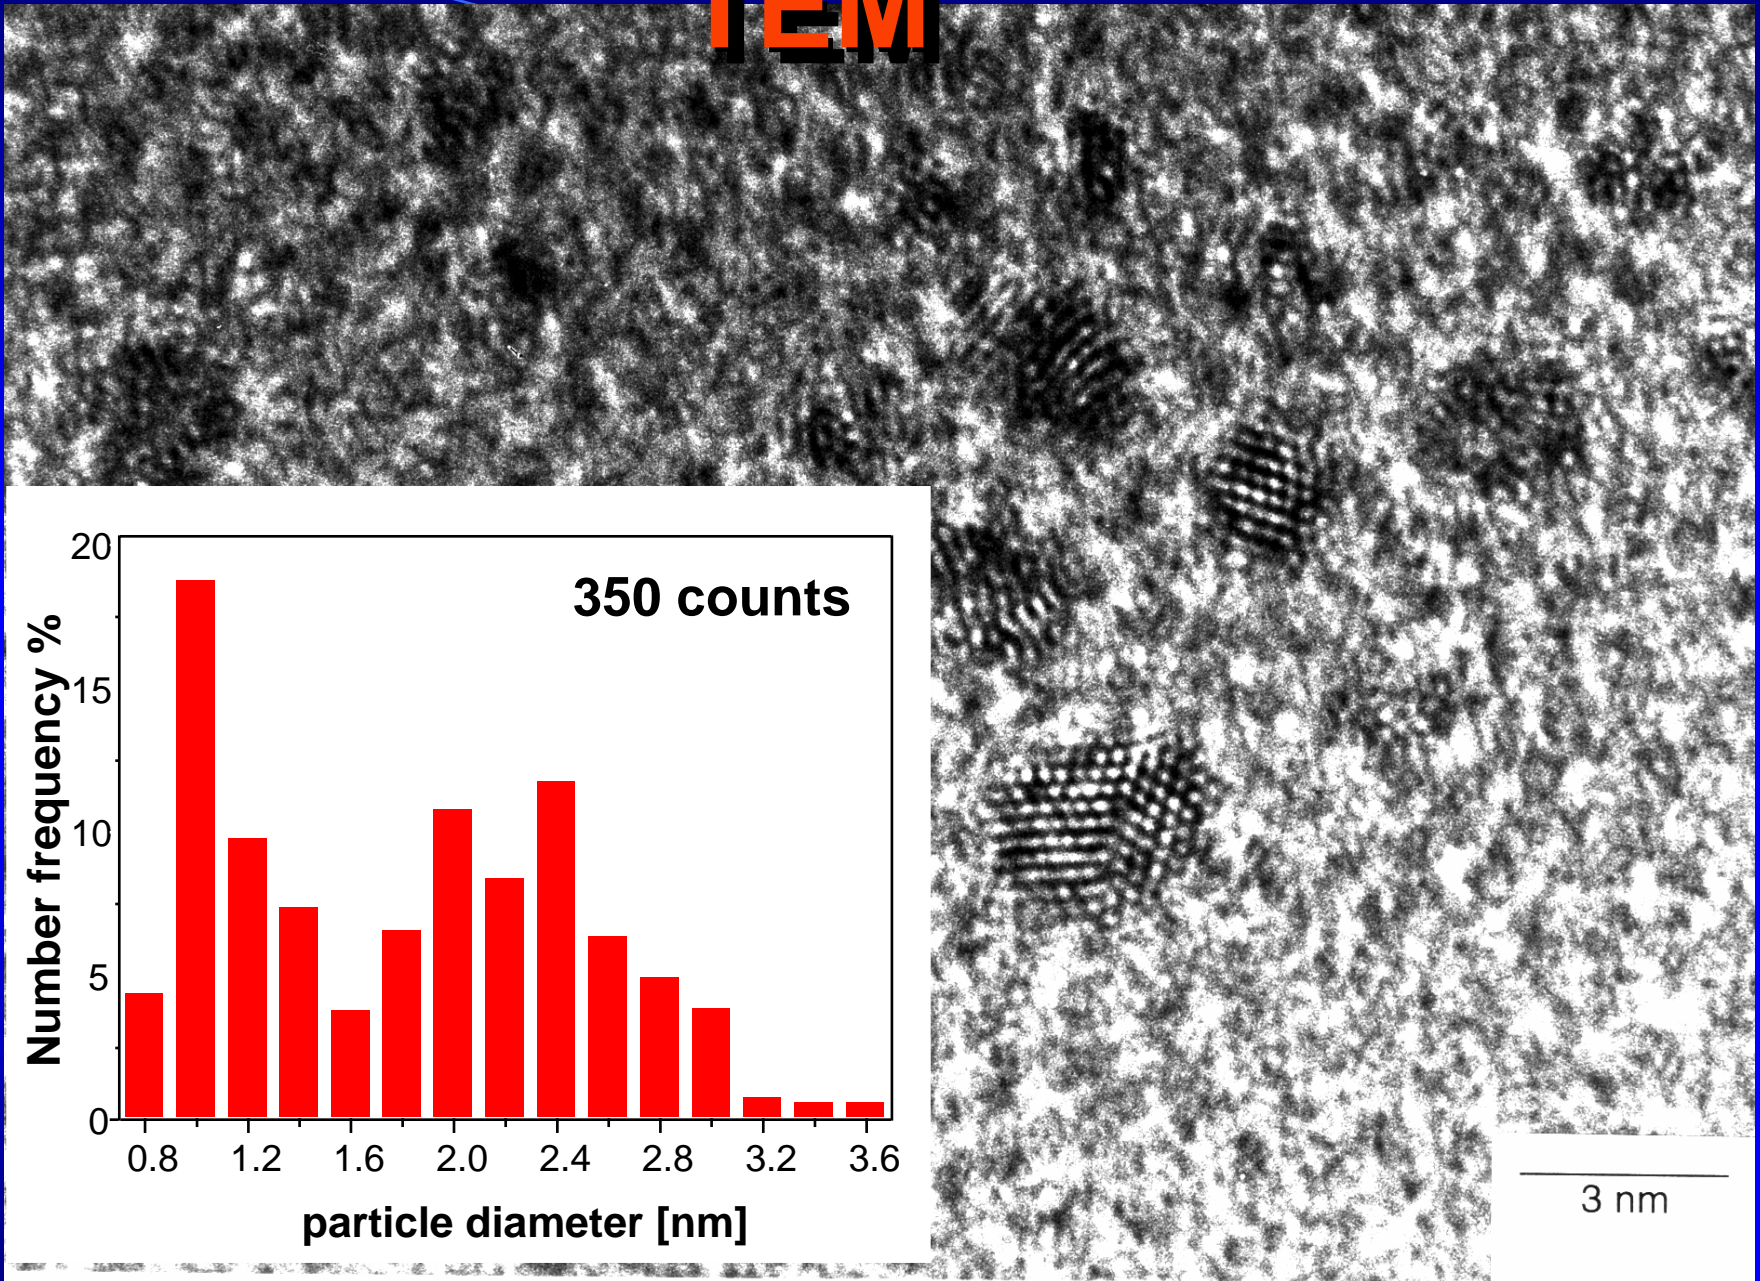 TEM
350 counts
Number frequency %
20
15
10
5
0
0.8 1.2 1.6 2.0 2.4 2.8 3.2 3.6
particle diameter [nm]
3 nm